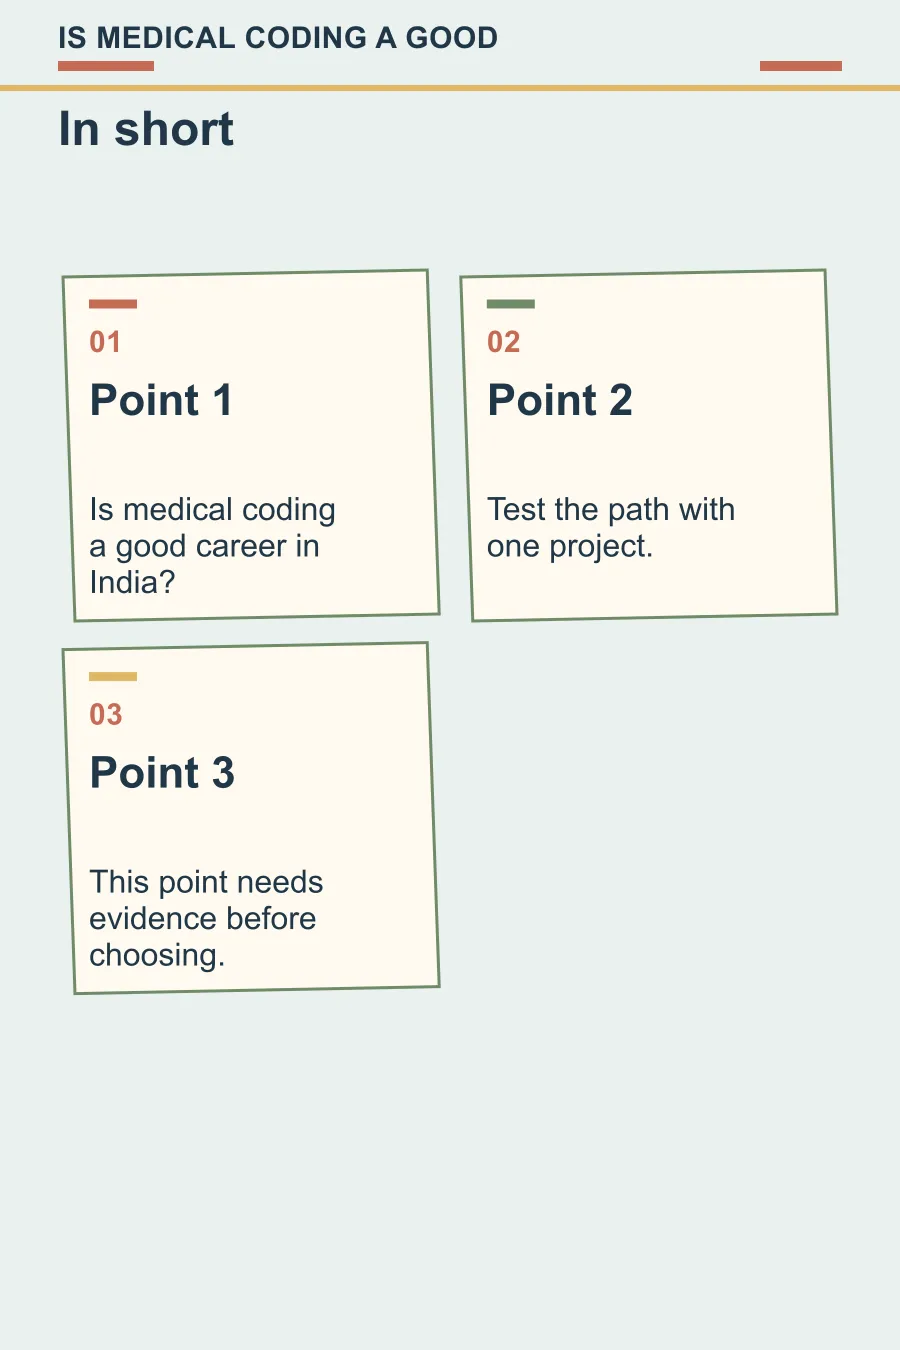 IS MEDICAL CODING A GOOD
In short
01
Point 1
Is medical coding
a good career in
India?
02
Point 2
Test the path with
one project.
03
Point 3
This point needs
evidence before
choosing.